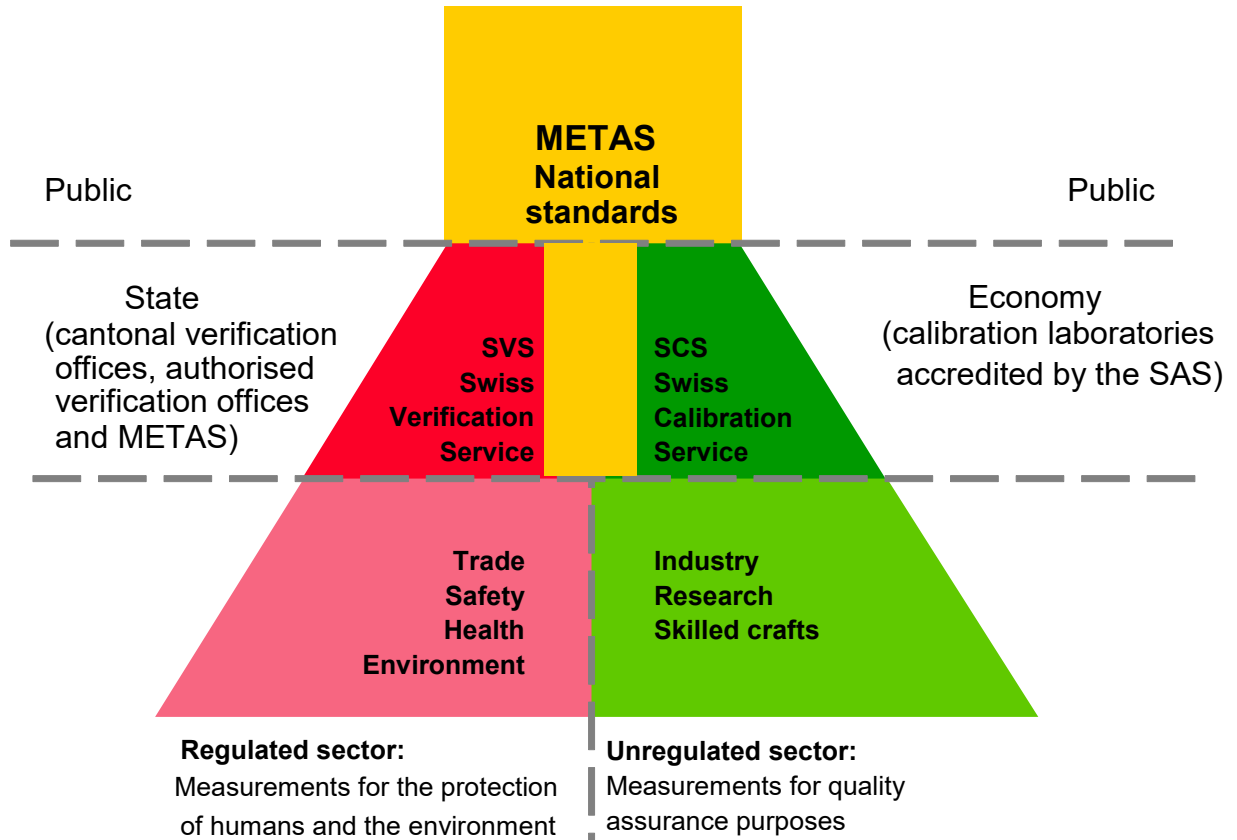 METAS
National
standards
Public
Public
State
(cantonal verification
offices, authorised
verification offices
and METAS)
SVS
Swiss
Verification
Service
SCS
Swiss
Calibration
Service
Economy
(calibration laboratories
accredited by the SAS)
Trade
Safety
Health
Environment
Industry
Research
Skilled crafts
Regulated sector:
Measurements for the protection
of humans and the environment
Unregulated sector:
Measurements for quality
assurance purposes